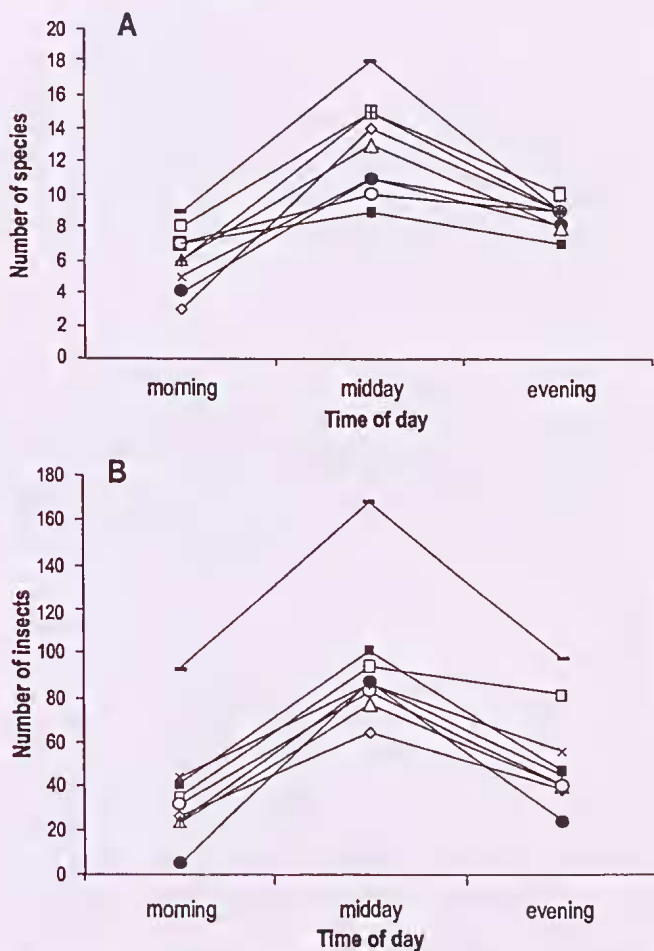 A
Number of species
20
18
16
14
12
10
8
6
4
2
0
morning midday evening
Time of day
B
Number of insects
180
160
140
120
100
80
60
40
20
0
morning midday evening
Time of day